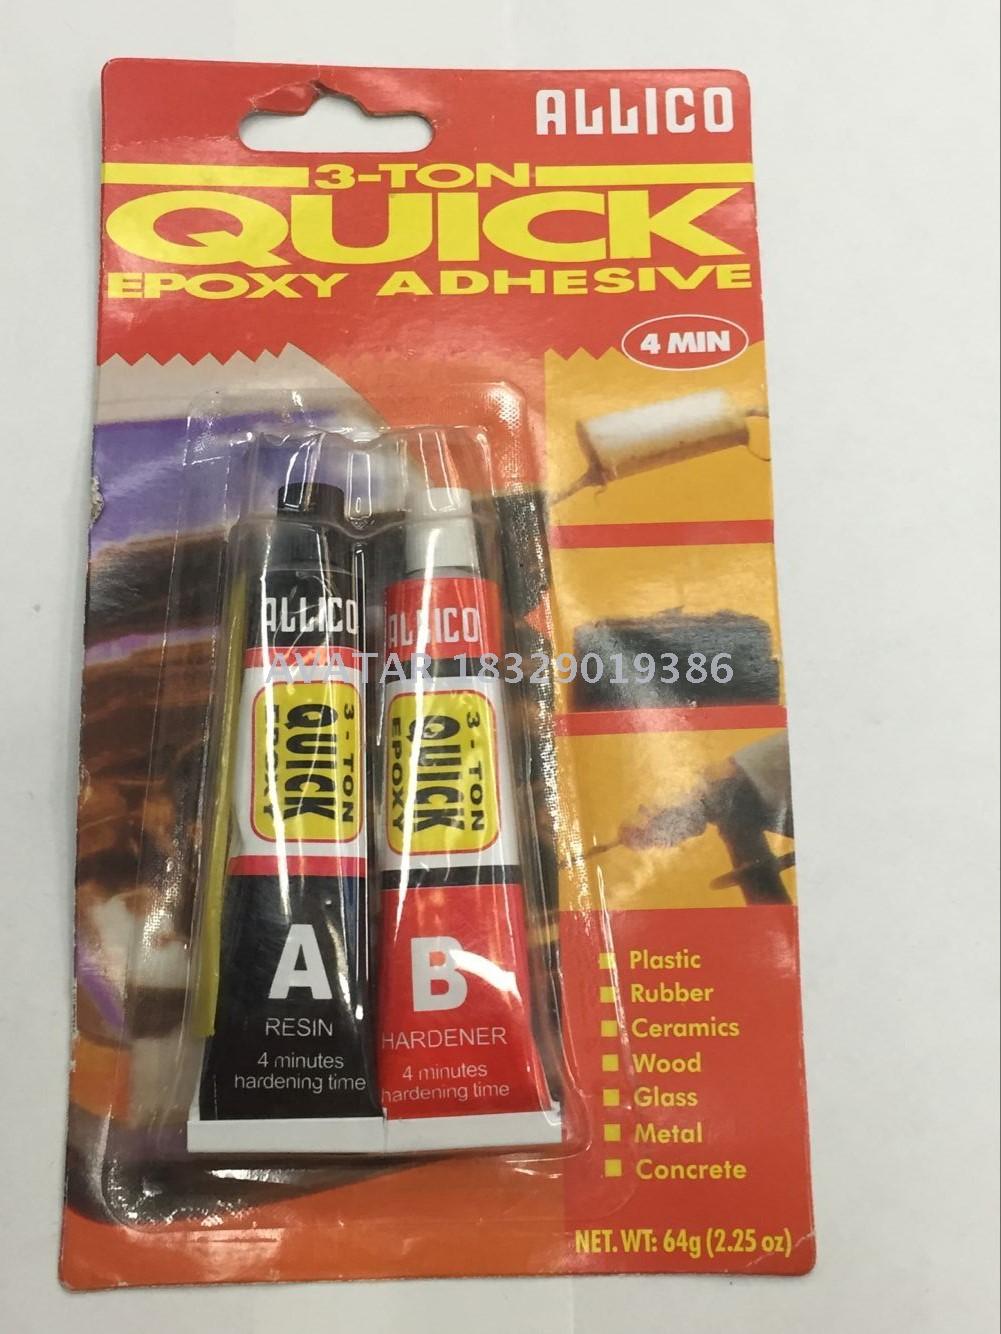 ALLICO
3-TON
QUICK
EPOXY ADHESIVE
4 MIN
ALLICO
ALLICO
AVATAR 18329019386
3-TON
QUICK
EPOXY
3-TON
QUICK
EPOXY
A
RESIN
4 minutes
hardening time
B
HARDENER
4 minutes
hardening time
Plastic
Rubber
Ceramics
Wood
Glass
Metal
Concrete
NET. WT: 64g (2.25 oz)